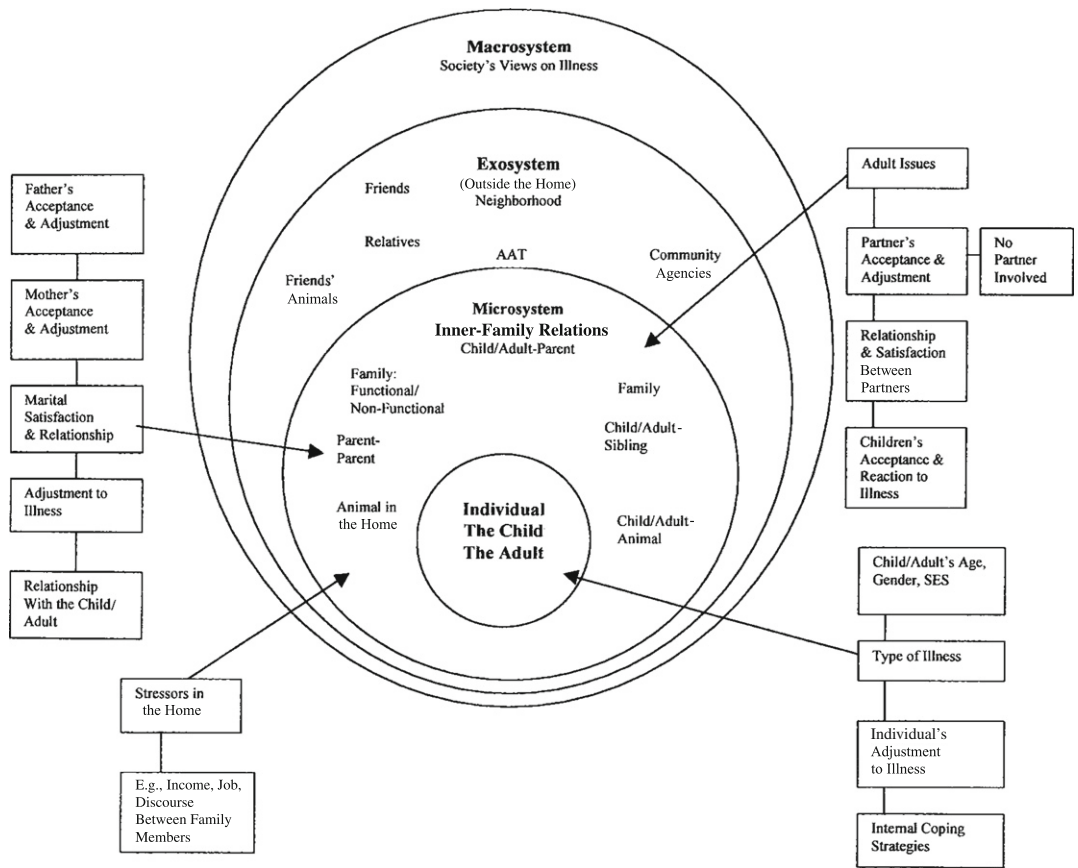 Macrosystem
Society's Views on Illness
Exosystem
(Outside the Home)
Neighborhood
Friends
Relatives
Friends'
Animals
AAT
Community
Agencies
Microsystem
Inner-Family Relations
Child/Adult-Parent
Family:
Functional/
Non-Functional
Parent-
Parent
Animal in
the Home
Family
Child/Adult-
Sibling
Child/Adult-
Animal
Individual
The Child
The Adult
Father's
Acceptance
& Adjustment
Mother's
Acceptance
& Adjustment
Marital
Satisfaction
& Relationship
Adjustment to
Illness
Relationship
With the Child/
Adult
Stressors in
the Home
E.g., Income, Job,
Discourse
Between Family
Members
Adult Issues
Partner's
Acceptance &
Adjustment
No
Partner
Involved
Relationship
& Satisfaction
Between
Partners
Children's
Acceptance &
Reaction to
Illness
Child/Adult's Age,
Gender, SES
Type of Illness
Individual's
Adjustment
to Illness
Internal Coping
Strategies